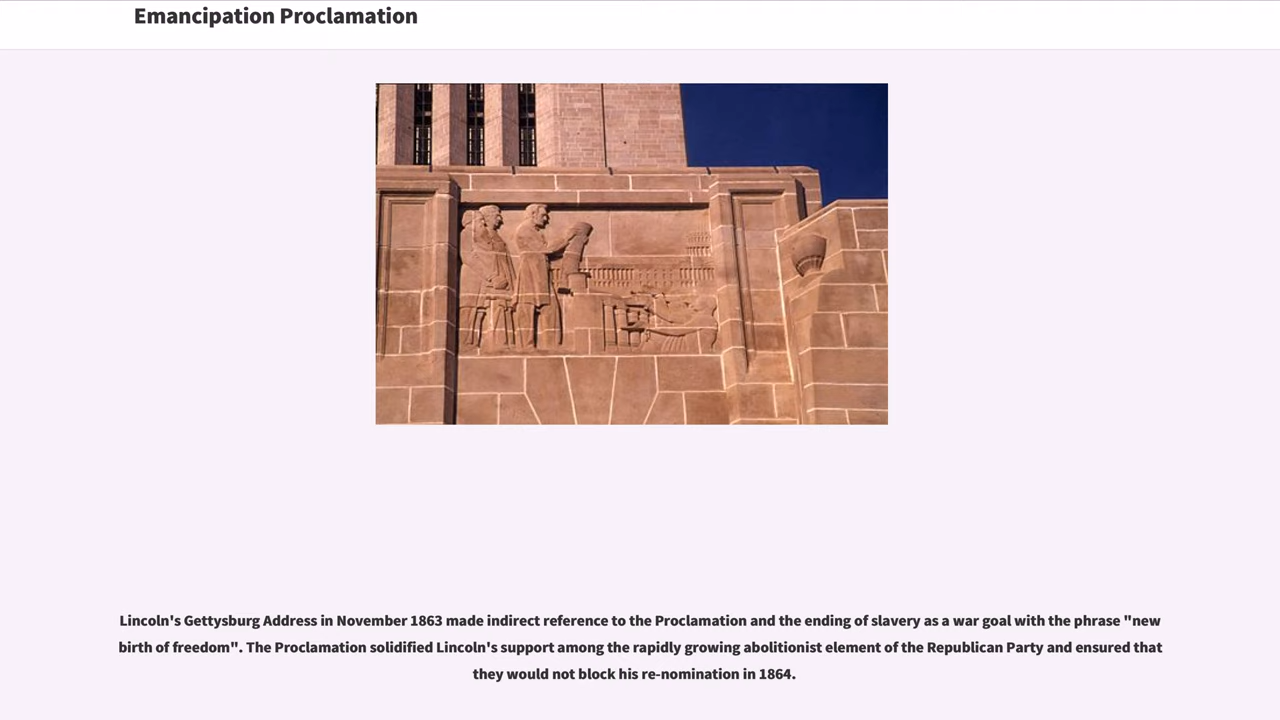 Emancipation Proclamation
Lincoln's Gettysburg Address in November 1863 made indirect reference to the Proclamation and the ending of slavery as a war goal with the phrase "new
birth of freedom". The Proclamation solidified Lincoln's support among the rapidly growing abolitionist element of the Republican Party and ensured that
they would not block his re-nomination in 1864.